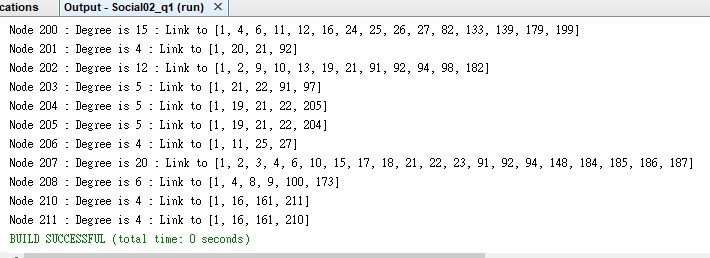 cations Output - Social02_q1 (run) ×
Node 200 : Degree is 15 : Link to [1, 4, 6, 11, 12, 16, 24, 25, 26, 27, 82, 133, 139, 179, 199]
Node 201 : Degree is 4 : Link to [1, 20, 21, 92]
Node 202 : Degree is 12 : Link to [1, 2, 9, 10, 13, 19, 21, 91, 92, 94, 98, 182]
Node 203 : Degree is 5 : Link to [1, 21, 22, 91, 97]
Node 204 : Degree is 5 : Link to [1, 19, 21, 22, 205]
Node 205 : Degree is 5 : Link to [1, 19, 21, 22, 204]
Node 206 : Degree is 4 : Link to [1, 11, 25, 27]
Node 207 : Degree is 20 : Link to [1, 2, 3, 4, 6, 10, 15, 17, 18, 21, 22, 23, 91, 92, 94, 148, 184, 185, 186, 187]
Node 208 : Degree is 6 : Link to [1, 4, 8, 9, 100, 173]
Node 210 : Degree is 4 : Link to [1, 16, 161, 211]
Node 211 : Degree is 4 : Link to [1, 16, 161, 210]
BUILD SUCCESSFUL (total time: 0 seconds)